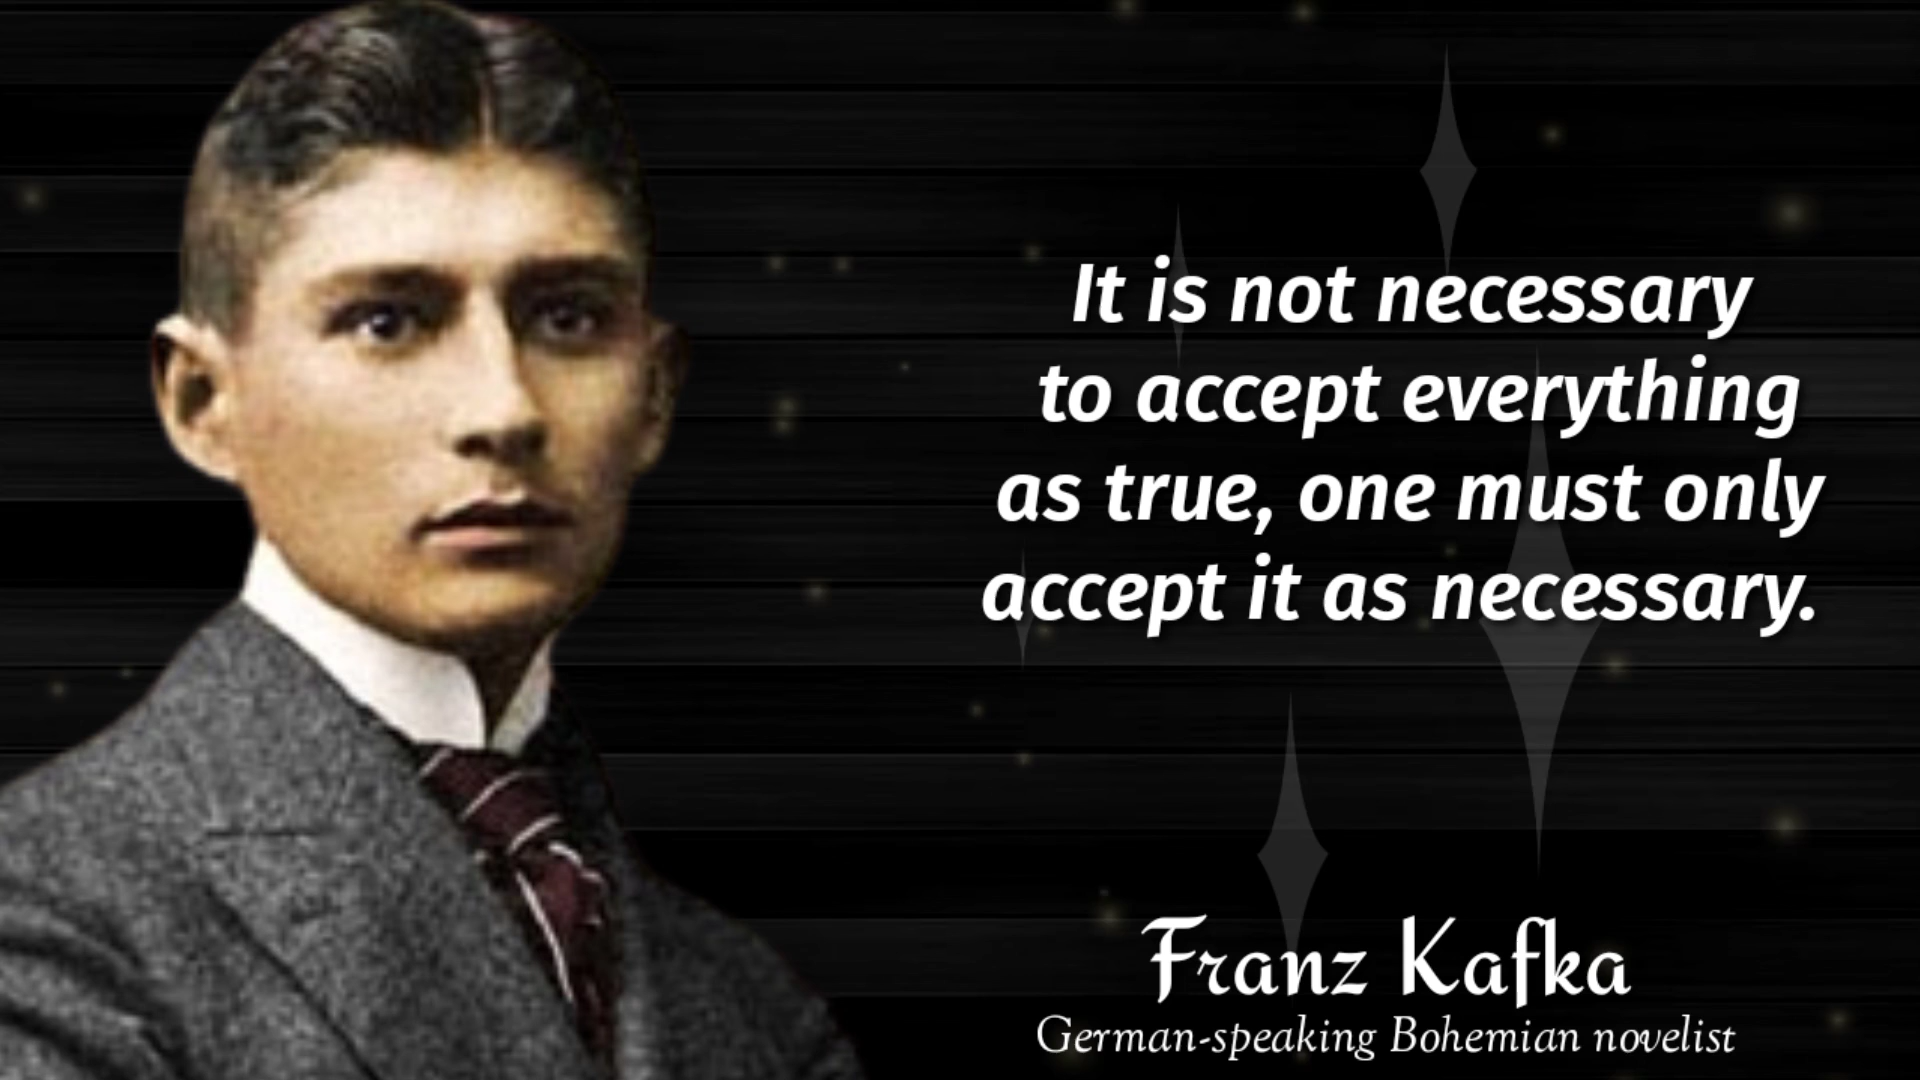 It is not necessary
to accept everything
as true, one must only
accept it as necessary.
Franz Kafka
German-speaking Bohemian novelist